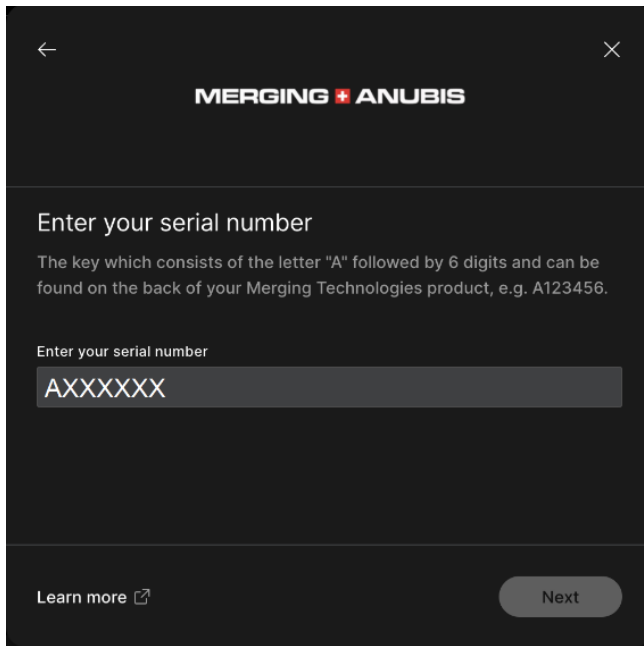 MERGING ANUBIS
Enter your serial number
The key which consists of the letter "A" followed by 6 digits and can be
found on the back of your Merging Technologies product, e.g. A123456.
Enter your serial number
AXXXXXX
Learn more
Next